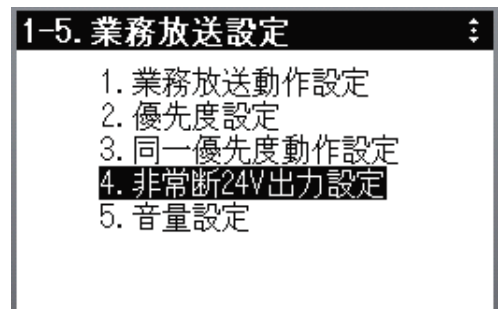 1-5.業務放送設定
1.業務放送動作設定
2.優先度設定
3.同一優先度動作設定
4.非常断24V出力設定
5.音量設定